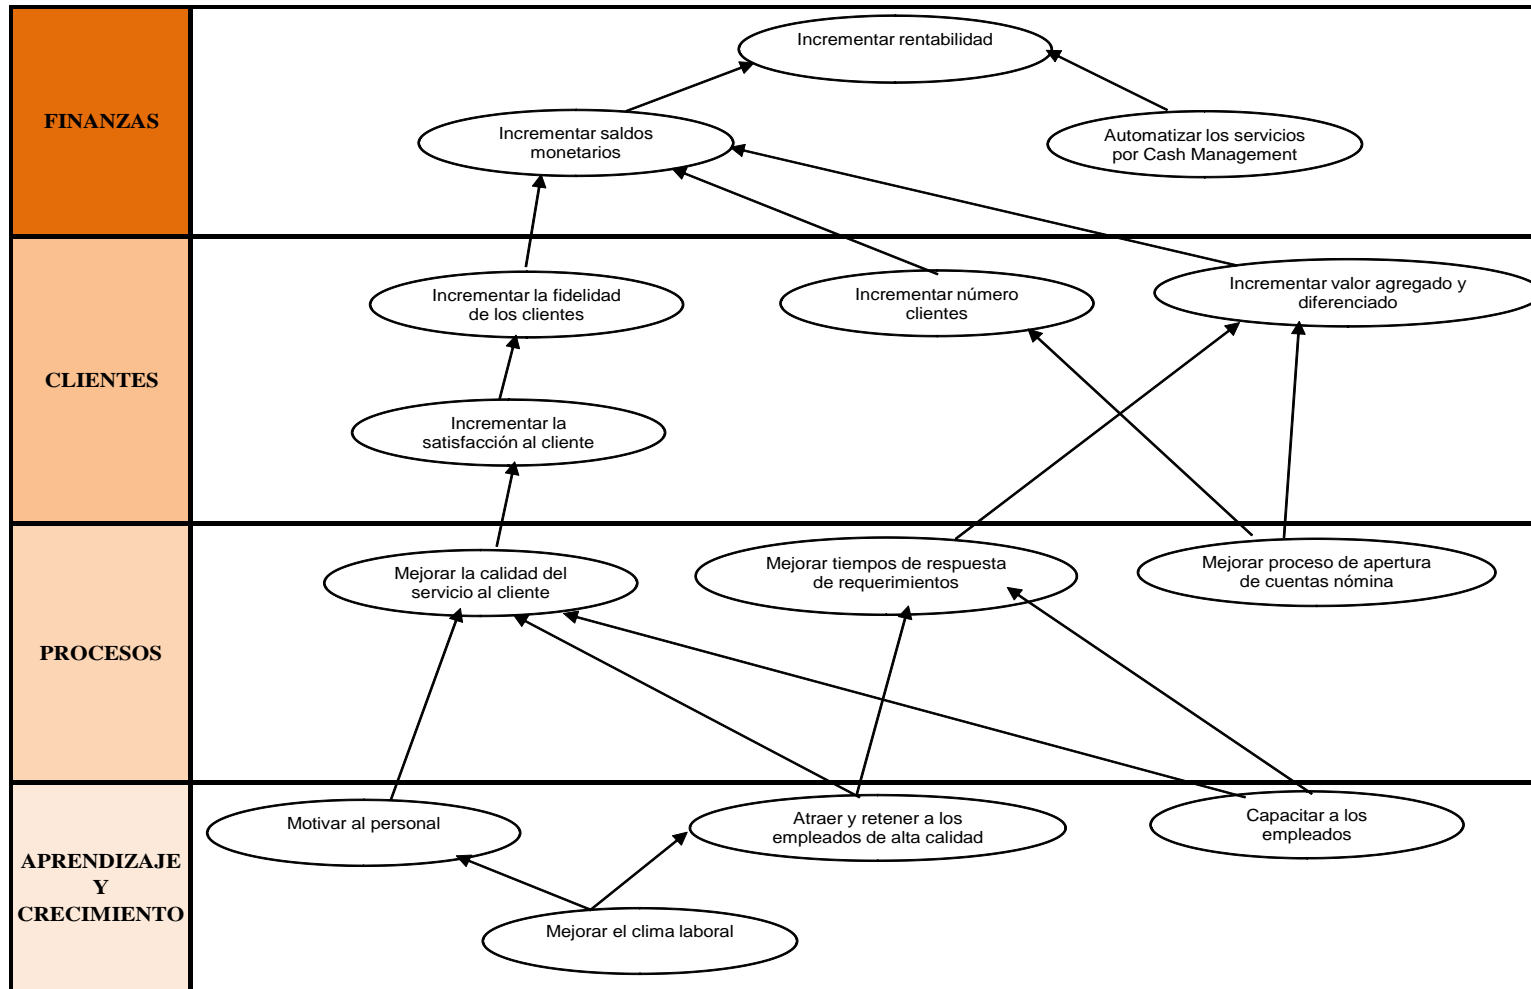 Incrementar rentabilidad
FINANZAS
Incrementar saldos
monetarios
Automatizar los servicios
por Cash Management
Incrementar la fidelidad
de los clientes
Incrementar número
clientes
Incrementar valor agregado y
diferenciado
CLIENTES
Incrementar la
satisfacción al cliente
Mejorar la calidad del
servicio al cliente
Mejorar tiempos de respuesta
de requerimientos
Mejorar proceso de apertura
de cuentas nómina
PROCESOS
Motivar al personal
Atraer y retener a los
empleados de alta calidad
Capacitar a los
empleados
APRENDIZAJE
Y
CRECIMIENTO
Mejorar el clima laboral